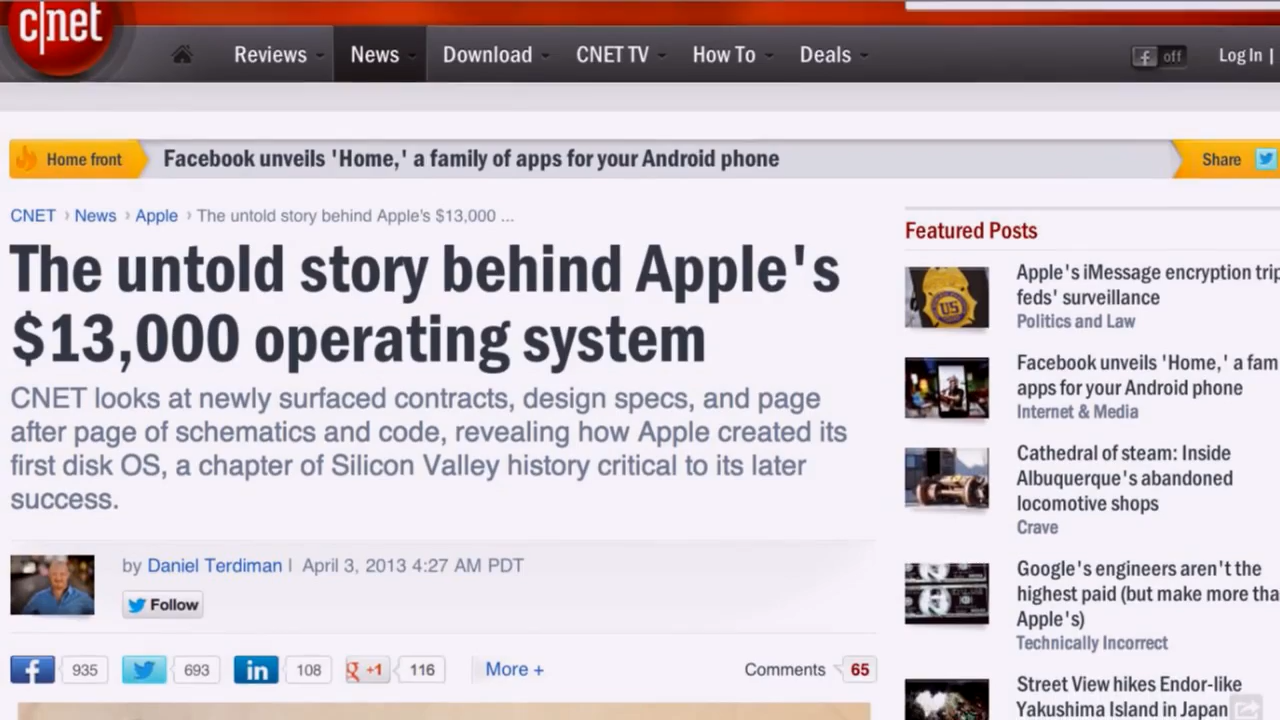 c|net
Reviews
News
Download
CNET TV
How To
Deals
f off
Log In |
Home front
Facebook unveils 'Home,' a family of apps for your Android phone
Share
CNET › News › Apple › The untold story behind Apple's $13,000 ...
The untold story behind Apple's
$13,000 operating system
CNET looks at newly surfaced contracts, design specs, and page
after page of schematics and code, revealing how Apple created its
first disk OS, a chapter of Silicon Valley history critical to its later
success.
by Daniel Terdiman | April 3, 2013 4:27 AM PDT
Follow
f 935
693
in 108
g +1 116
More +
Comments 65
Featured Posts
Apple's iMessage encryption trip
feds' surveillance
Politics and Law
Facebook unveils 'Home,' a fam
apps for your Android phone
Internet & Media
Cathedral of steam: Inside
Albuquerque's abandoned
locomotive shops
Crave
Google's engineers aren't the
highest paid (but make more tha
Apple's)
Technically Incorrect
Street View hikes Endor-like
Yakushima Island in Japan
US